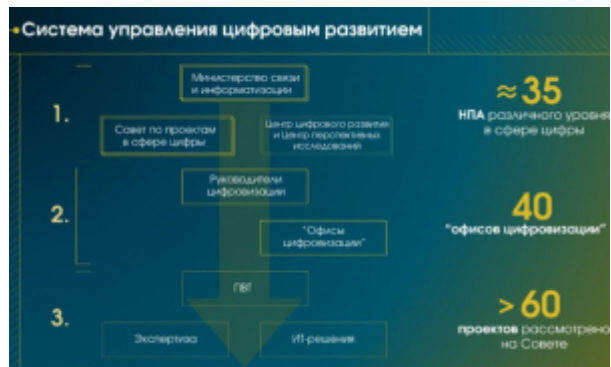 Система управления цифровым развитием
1.
Министерство связи
и информатизации
Совет по проектам
в сфере цифры
Центр цифрового развития
и Центр перспективных
исследований
≈ 35
НПА различного уровня
в сфере цифры
2.
Руководители
цифровизации
"Офисы
цифровизации"
40
"офисов цифровизации"
3.
ПВТ
Экспертиза
ИТ-решения
> 60
проектов рассмотрено
на Совете